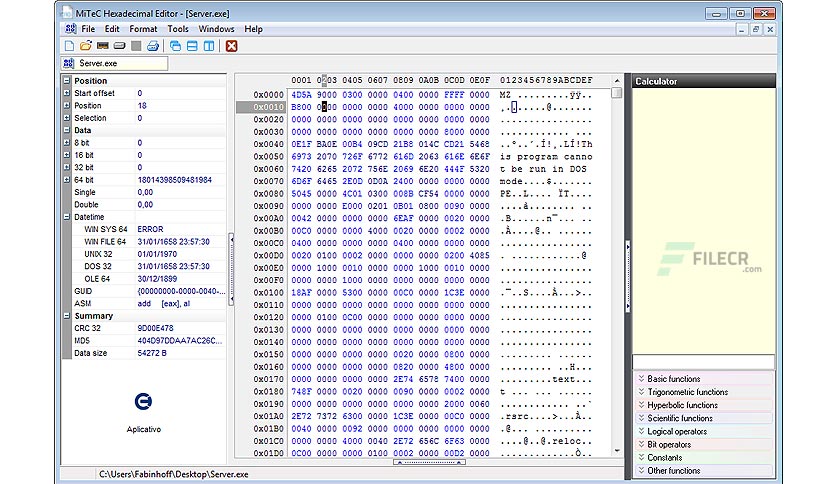 MiTeC Hexadecimal Editor - [Server.exe]
File Edit Format Tools Windows Help
Server.exe
Position
Start offset 0
Position 18
Selection 0
Data
8 bit 0
16 bit 0
32 bit 0
64 bit 18014398509481984
Single 0,00
Double 0,00
Datetime
WIN SYS 64 ERROR
WIN FILE 64 31/01/1658 23:57:30
UNIX 32 01/01/1970
DOS 32 31/01/1658 23:57:30
OLE 64 30/12/1899
GUID {00000000-0000-0040-...
ASM add [eax], al
Summary
CRC 32 9D00E478
MD5 404D97DDAA7AC26C...
Data size 54272 B
Aplicativo
0001 0203 0405 0607 0809 0A0B 0C0D 0E0F 0123456789ABCDEF
0x0000 4D5A 9000 0300 0000 0400 0000 FFFF 0000 MZ..........ÿÿ..
0x0010 B800 0000 0000 0000 4000 0000 0000 0000 ¸.......@.......
0x0020 0000 0000 0000 0000 0000 0000 0000 0000 ................
0x0030 0000 0000 0000 0000 0000 0000 8000 0000 ................
0x0040 0E1F BA0E 00B4 09CD 21B8 014C CD21 5468 ..º..´.Í!¸.LÍ!Th
0x0050 6973 2070 726F 6772 616D 2063 616E 6E6F is program canno
0x0060 7420 6265 2072 756E 2069 6E20 444F 5320 t be run in DOS
0x0070 6D6F 6465 2E0D 0D0A 2400 0000 0000 0000 mode....$.......
0x0080 5045 0000 4C01 0300 008B CF54 0000 0000 PE..L.....ÏT....
0x0090 0000 0000 E000 0201 0B01 0800 0090 0000 ....à...........
0x00A0 0042 0000 0000 0000 6EAF 0000 0020 0000 .B......n¯... ..
0x00B0 00C0 0000 0000 4000 0020 0000 0002 0000 .À....@.. ......
0x00C0 0400 0000 0000 0000 0400 0000 0000 0000 ................
0x00D0 0020 0100 0002 0000 0000 0000 0200 4085 . ............@.
0x00E0 0000 1000 0010 0000 0000 1000 0010 0000 ................
0x00F0 0000 0000 1000 0000 0000 0000 0000 0000 ................
0x0100 18AF 0000 5300 0000 00C0 0000 1C3E 0000 .¯..S....À...>..
0x0110 0000 0000 0000 0000 0000 0000 0000 0000 ................
0x0120 0000 0100 0C00 0000 0000 0000 0000 0000 ................
0x0130 0000 0000 0000 0000 0000 0000 0000 0000 ................
0x0140 0000 0000 0000 0000 0000 0000 0000 0000 ................
0x0150 0000 0000 0000 0000 0020 0000 0800 0000 ......... ......
0x0160 0000 0000 0000 0000 0820 0000 4800 0000 ......... ..H...
0x0170 0000 0000 0000 0000 2E74 6578 7400 0000 .........text...
0x0180 748F 0000 0020 0000 0090 0000 0002 0000 t.... ..........
0x0190 0000 0000 0000 0000 0000 0000 2000 0060 ............ ..`
0x01A0 2E72 7372 6300 0000 1C3E 0000 00C0 0000 .rsrc....>...À..
0x01B0 0040 0000 0092 0000 0000 0000 0000 0000 .@..............
0x01C0 0000 0000 4000 0040 2E72 656C 6F63 0000 ....@..@.reloc..
0x01D0 0C00 0000 0000 0100 0002 0000 00D2 0000 .............Ò..
Calculator
FILECR
.com
Basic functions
Trigonometric functions
Hyperbolic functions
Scientific functions
Logical operators
Bit operators
Constants
Other functions
C:\Users\Fabinhoff\Desktop\Server.exe